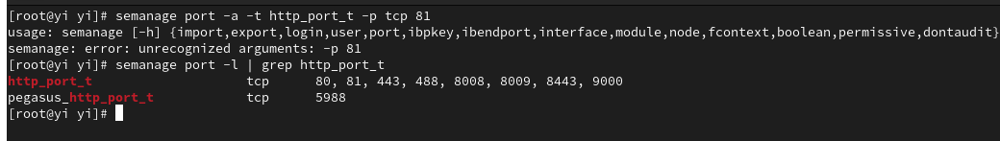 [root@yi yi]# semanage port -a -t http_port_t -p tcp 81
usage: semanage [-h] {import,export,login,user,port,ibpkey,ibendport,interface,module,node,fcontext,boolean,permissive,dontaudit}
semanage: error: unrecognized arguments: -p 81
[root@yi yi]# semanage port -l | grep http_port_t
http_port_t                    tcp      80, 81, 443, 488, 8008, 8009, 8443, 9000
pegasus_http_port_t            tcp      5988
[root@yi yi]#